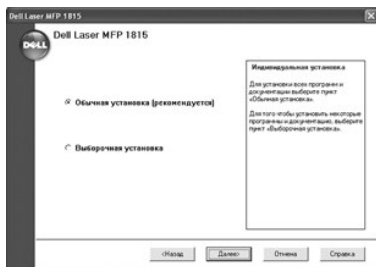 Dell Laser MFP 1815
DELL
Dell Laser MFP 1815
Обычная установка (рекомендуется)
Выборочная установка
Индивидуальная установка
Для установки всех программ и
документации выберите пункт
«Обычная установка».
Для того чтобы установить некоторые
программы и документацию, выберите
пункт «Выборочная установка».
<Назад
Далее>
Отмена
Справка